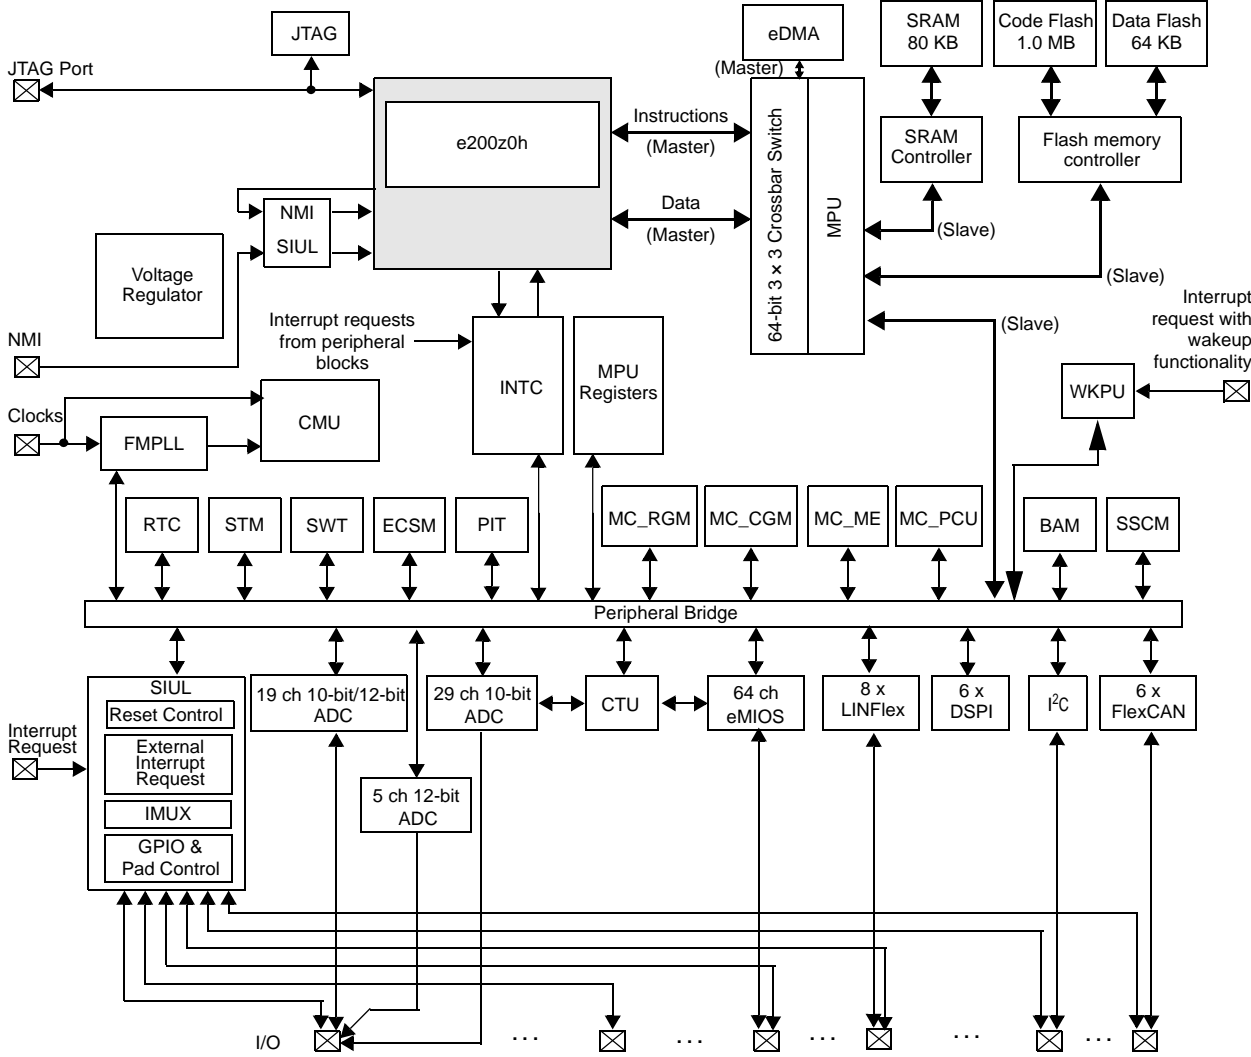 JTAG
eDMA
SRAM
80 KB
Code Flash
1.0 MB
Data Flash
64 KB
JTAG Port
(Master)
e200z0h
Instructions
(Master)
64-bit 3 × 3 Crossbar Switch
MPU
SRAM
Controller
Flash memory
controller
NMI
SIUL
Data
(Master)
(Slave)
(Slave)
(Slave)
Voltage
Regulator
Interrupt
request with
wakeup
functionality
NMI
Interrupt requests
from peripheral
blocks
INTC
MPU
Registers
WKPU
Clocks
FMPLL
CMU
RTC
STM
SWT
ECSM
PIT
MC_RGM
MC_CGM
MC_ME
MC_PCU
BAM
SSCM
Peripheral Bridge
SIUL
Reset Control
External
Interrupt
Request
IMUX
GPIO &
Pad Control
Interrupt
Request
19 ch 10-bit/12-bit
ADC
29 ch 10-bit
ADC
CTU
64 ch
eMIOS
8 x
LINFlex
6 x
DSPI
I2C
6 x
FlexCAN
5 ch 12-bit
ADC
I/O
. . .
. . .
. . .
. . .
. . .